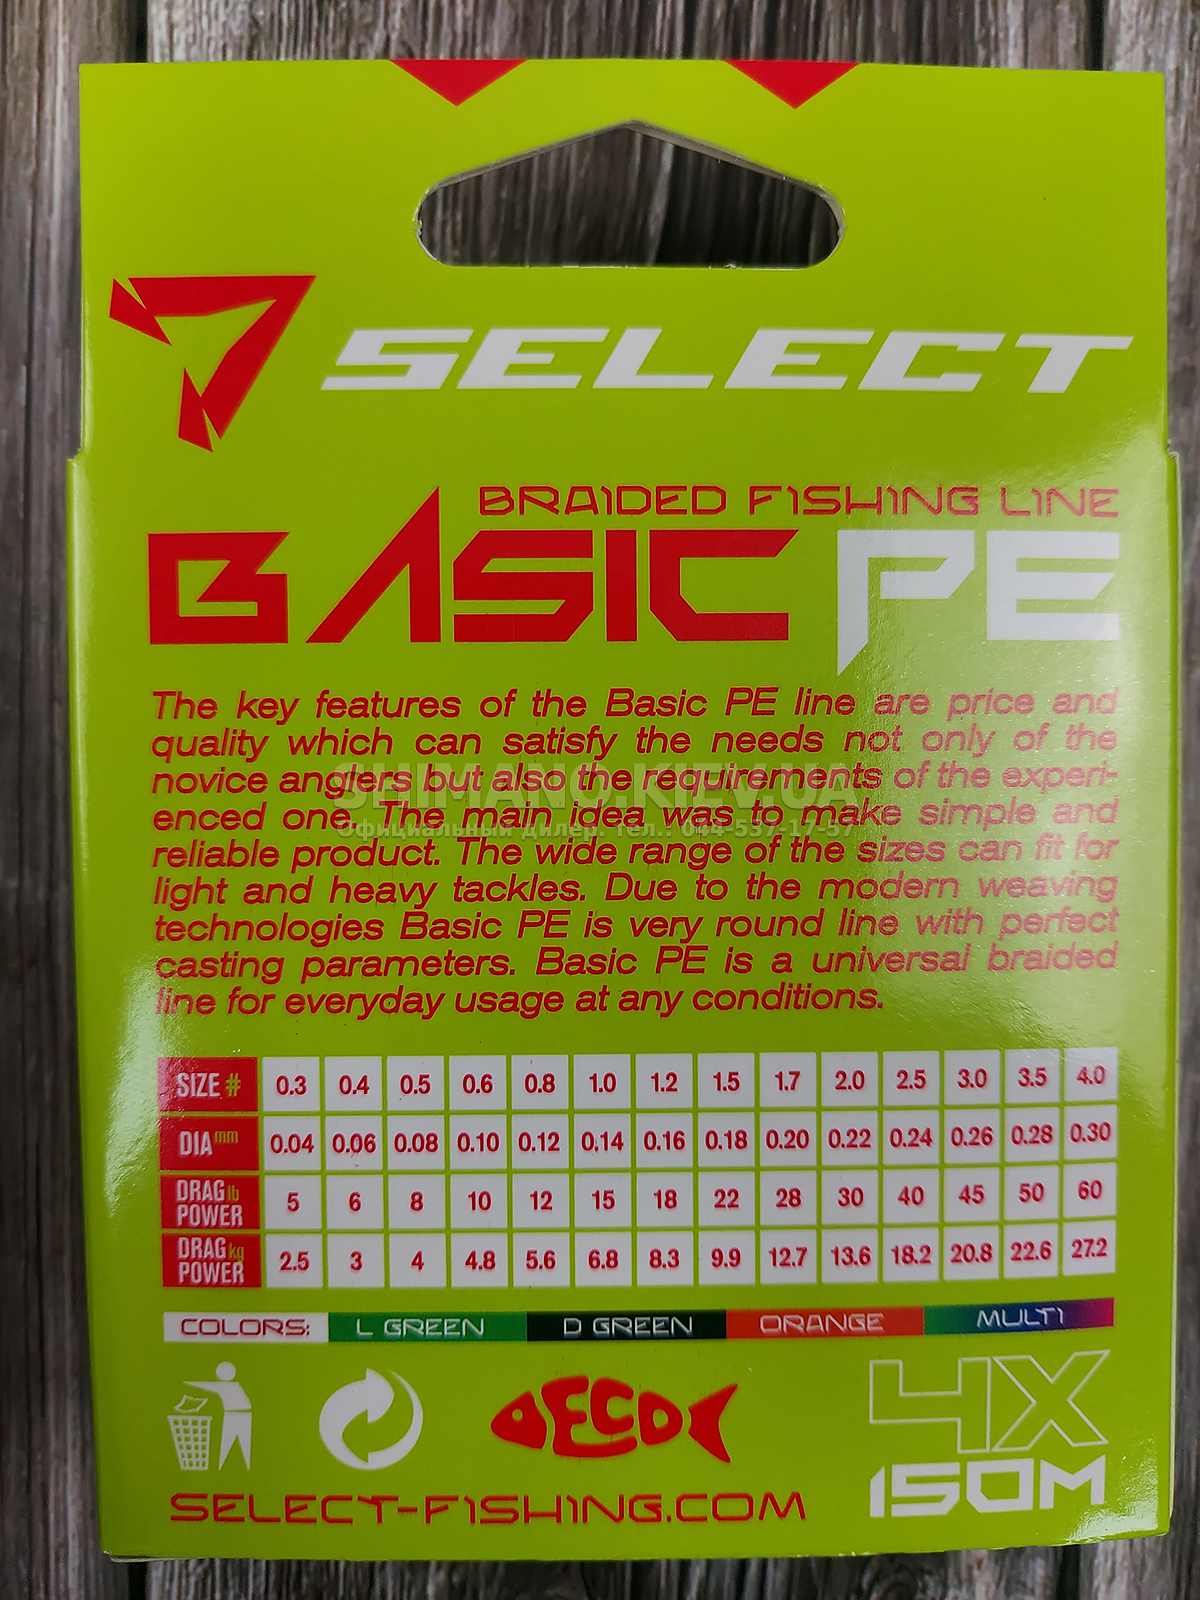 SELECT
BRAIDED FISHING LINE
BASIC PE
The key features of the Basic PE line are price and
quality which can satisfy the needs not only of the
novice anglers but also the requirements of the experi-
enced one. The main idea was to make simple and
reliable product. The wide range of the sizes can fit for
light and heavy tackles. Due to the modern weaving
technologies Basic PE is very round line with perfect
casting parameters. Basic PE is a universal braided
line for everyday usage at any conditions.
SHIMANO.KIEV.UA
Официальный дилер. тел.: 044-537-17-57
SIZE # 0.3 0.4 0.5 0.6 0.8 1.0 1.2 1.5 1.7 2.0 2.5 3.0 3.5 4.0
DIA mm 0.04 0.06 0.08 0.10 0.12 0.14 0.16 0.18 0.20 0.22 0.24 0.26 0.28 0.30
DRAG lb POWER 5 6 8 10 12 15 18 22 28 30 40 45 50 60
DRAG kg POWER 2.5 3 4 4.8 5.6 6.8 8.3 9.9 12.7 13.6 18.2 20.8 22.6 27.2
COLORS: L GREEN D GREEN ORANGE MULTI
ECO
4X
150M
SELECT-FISHING.COM